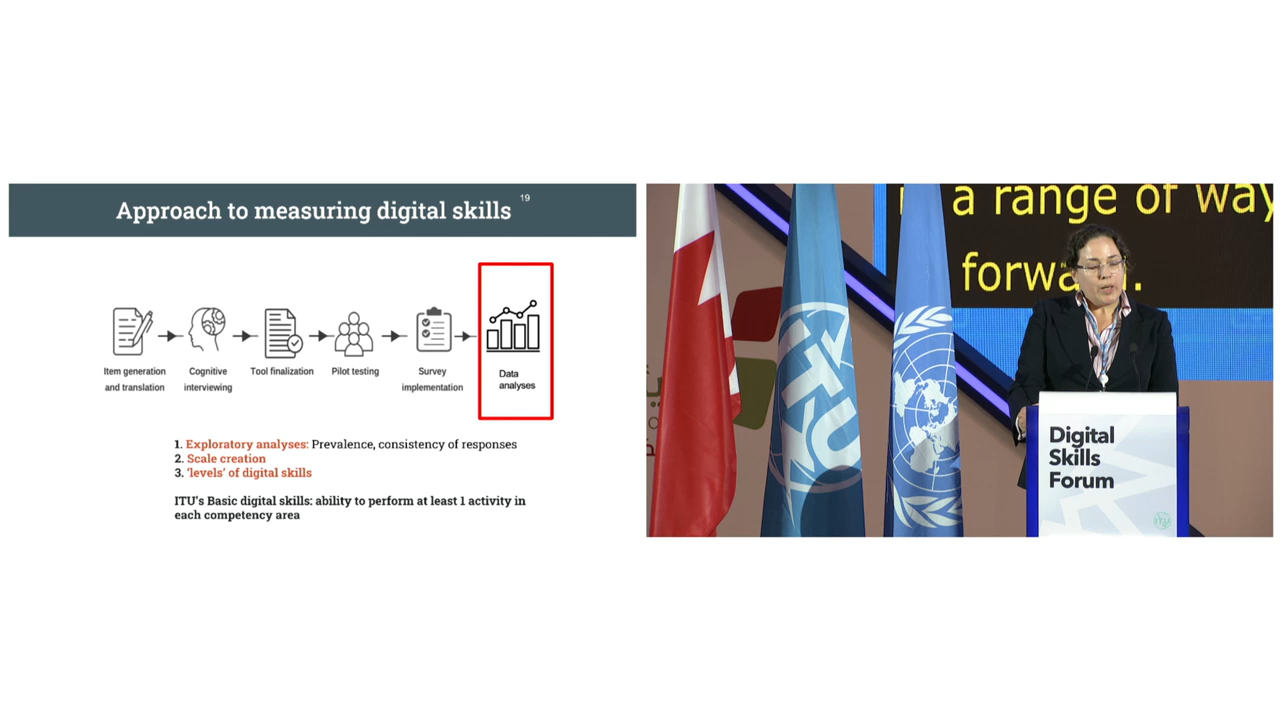 Approach to measuring digital skills
19
Item generation
and translation
Cognitive
interviewing
Tool finalization
Pilot testing
Survey
implementation
Data
analyses
1. Exploratory analyses: Prevalence, consistency of responses
2. Scale creation
3. ‘levels’ of digital skills
ITU's Basic digital skills: ability to perform at least 1 activity in
each competency area
a range of way
forward.
ITU
Digital
Skills
Forum